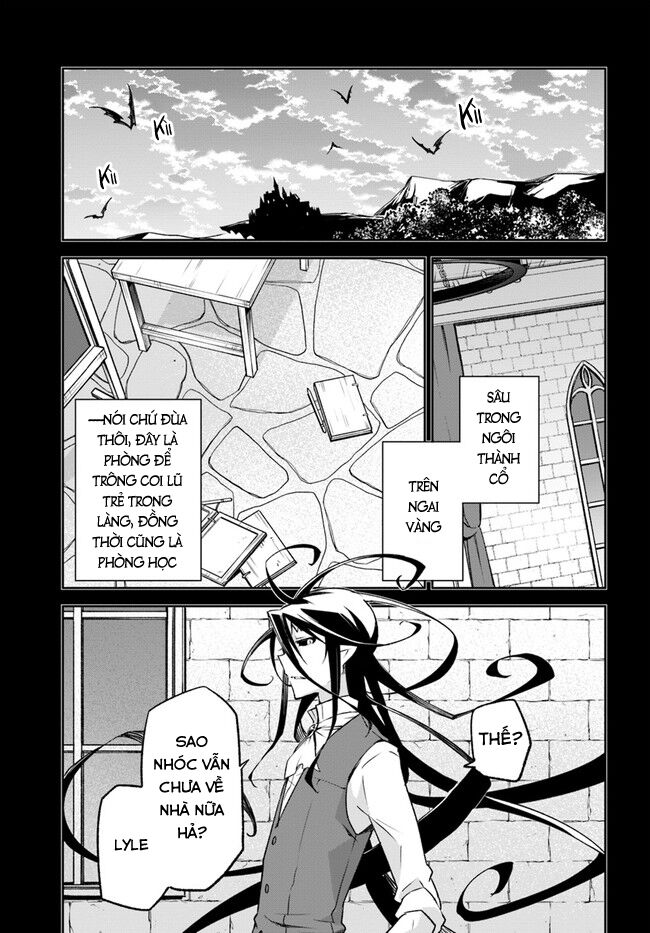 KII
KII
KII
SÂU
TRONG
NGÔI
THÀNH
CỔ
TRÊN
NGAI
VÀNG
—NÓI CHỨ ĐÙA
THÔI, ĐÂY LÀ
PHÒNG ĐỂ
TRÔNG COI LŨ
TRẺ TRONG
LÀNG, ĐỒNG
THỜI CŨNG LÀ
PHÒNG HỌC
THẾ?
SAO
NHÓC VẪN
CHƯA VỀ
NHÀ NỮA
HẢ?
LYLE